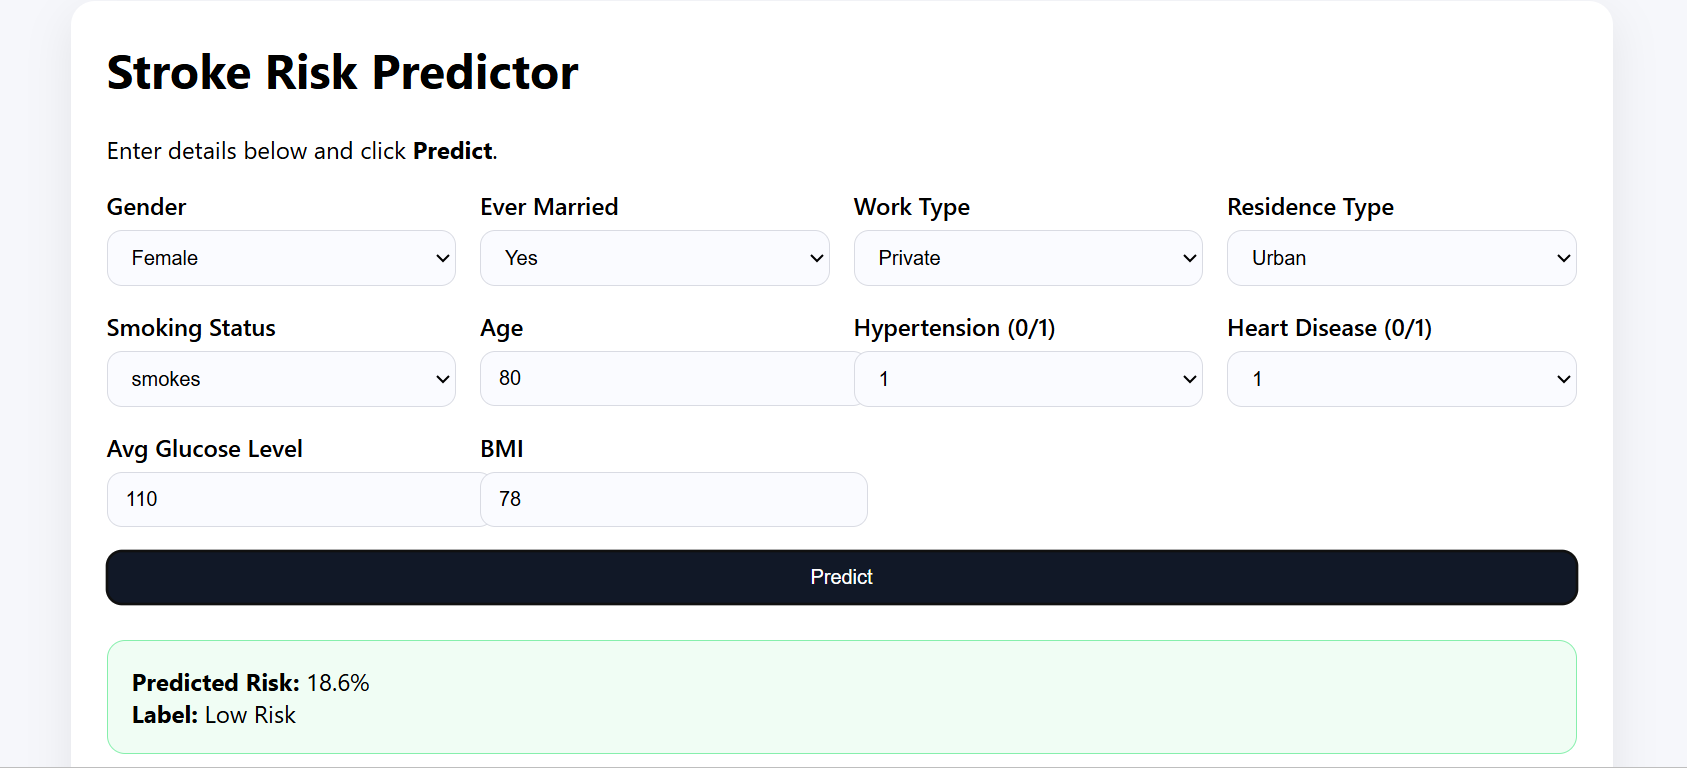 Stroke Risk Predictor
Enter details below and click Predict.
Gender Ever Married Work Type Residence Type
Female Yes Private Urban
Smoking Status Age Hypertension (0/1) Heart Disease (0/1)
smokes 80 1 1
Avg Glucose Level BMI
110 78
Predict
Predicted Risk: 18.6%
Label: Low Risk